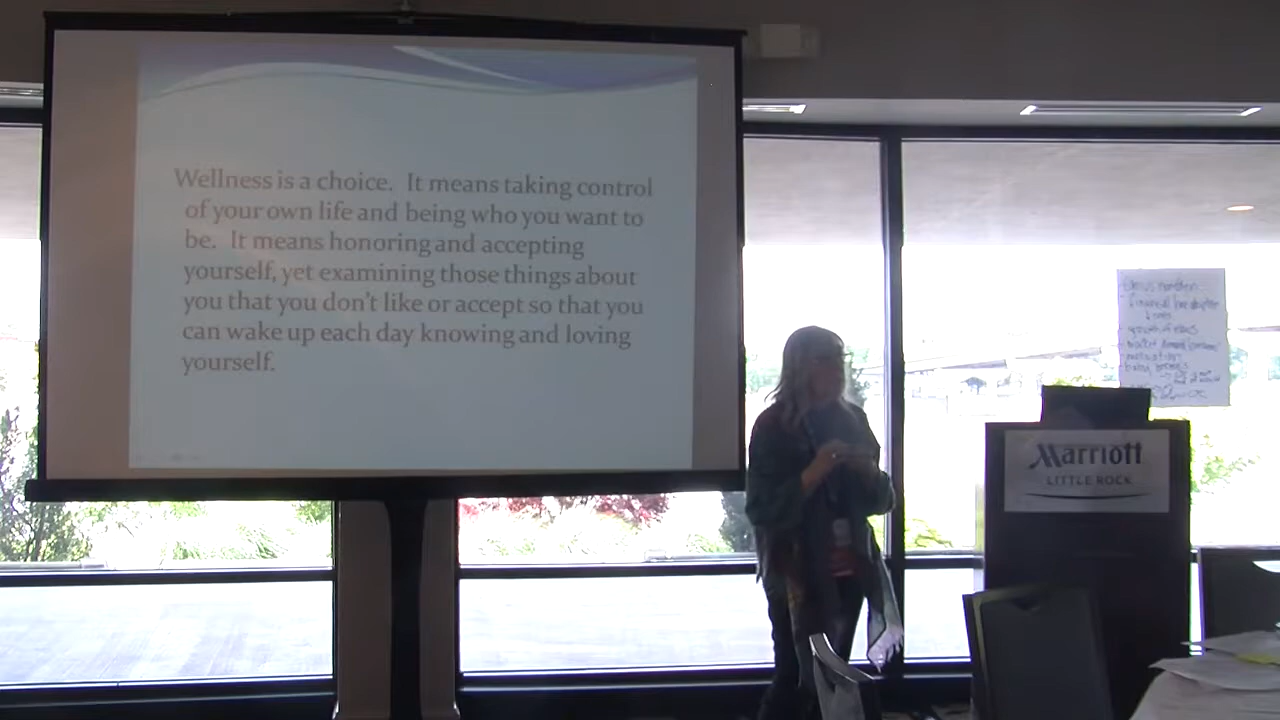 Wellness is a choice. It means taking control
of your own life and being who you want to
be. It means honoring and accepting
yourself, yet examining those things about
you that you don't like or accept so that you
can wake up each day knowing and loving
yourself.
Marriott
LITTLE ROCK